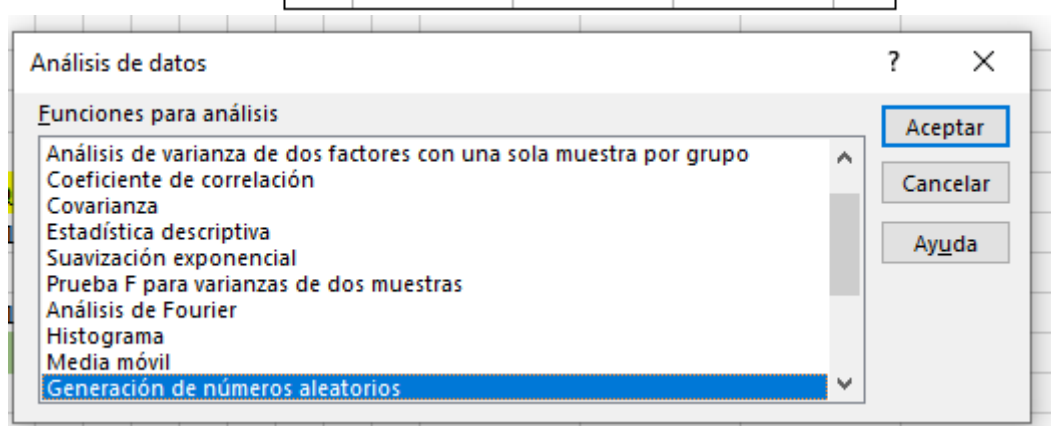 Análisis de datos ?
Funciones para análisis
Análisis de varianza de dos factores con una sola muestra por grupo
Coeficiente de correlación
Covarianza
Estadística descriptiva
Suavización exponencial
Prueba F para varianzas de dos muestras
Análisis de Fourier
Histograma
Media móvil
Generación de números aleatorios
Aceptar
Cancelar
Ayuda